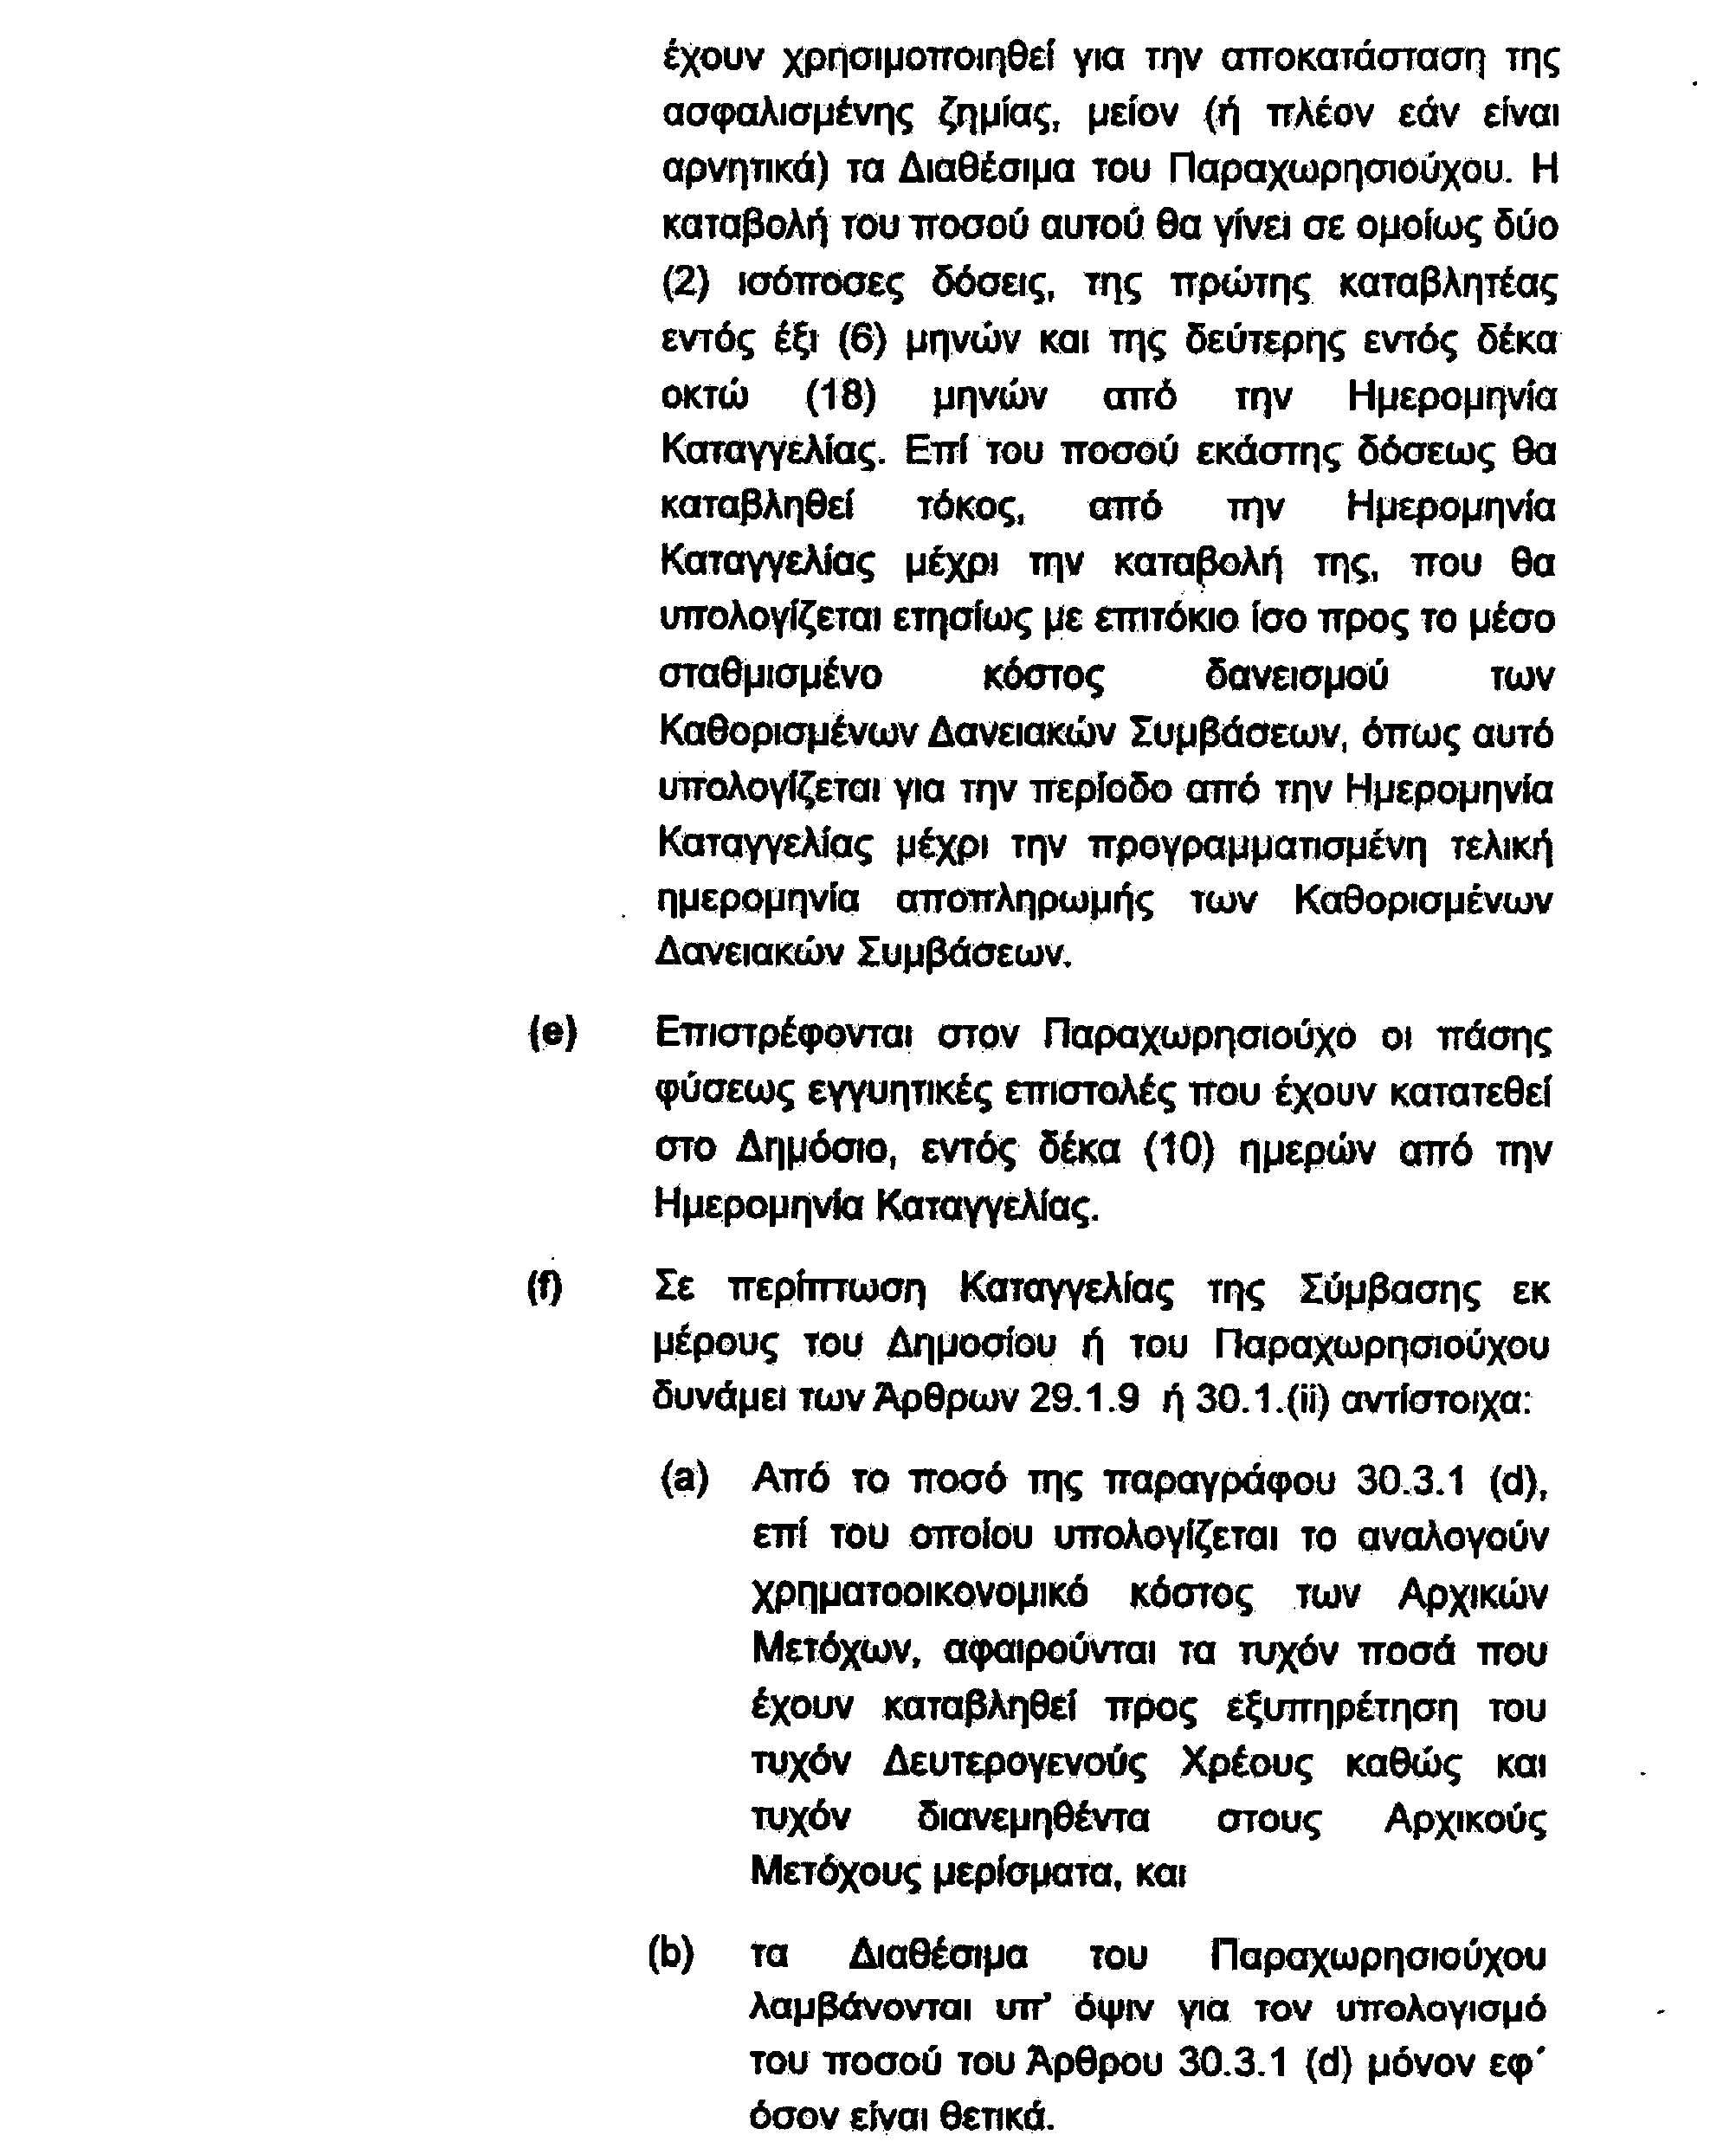 έχουν χρησιμοποιηθεί για την αποκατάσταση της
ασφαλισμένης ζημίας, μείον (ή πλέον εάν είναι
αρνητικά) τα Διαθέσιμα του Παραχωρησιούχου. Η
καταβολή του ποσού αυτού θα γίνει σε ομοίως δύο
(2) ισόποσες δόσεις, της πρώτης καταβλητέας
εντός έξι (6) μηνών και της δεύτερης εντός δέκα
οκτώ (18) μηνών από την Ημερομηνία
Καταγγελίας. Επί του ποσού εκάστης δόσεως θα
καταβληθεί τόκος, από την Ημερομηνία
Καταγγελίας μέχρι την καταβολή της, που θα
υπολογίζεται ετησίως με επιτόκιο ίσο προς το μέσο
σταθμισμένο κόστος δανεισμού των
Καθορισμένων Δανειακών Συμβάσεων, όπως αυτό
υπολογίζεται για την περίοδο από την Ημερομηνία
Καταγγελίας μέχρι την προγραμματισμένη τελική
ημερομηνία αποπληρωμής των Καθορισμένων
Δανειακών Συμβάσεων.
(e) Επιστρέφονται στον Παραχωρησιούχο οι πάσης
φύσεως εγγυητικές επιστολές που έχουν κατατεθεί
στο Δημόσιο, εντός δέκα (10) ημερών από την
Ημερομηνία Καταγγελίας.
(f) Σε περίπτωση Καταγγελίας της Σύμβασης εκ
μέρους του Δημοσίου ή του Παραχωρησιούχου
δυνάμει των Άρθρων 29.1.9 ή 30.1.(ii) αντίστοιχα:
(a) Από το ποσό της παραγράφου 30.3.1 (d),
επί του οποίου υπολογίζεται το αναλογούν
χρηματοοικονομικό κόστος των Αρχικών
Μετόχων, αφαιρούνται τα τυχόν ποσά που
έχουν καταβληθεί προς εξυπηρέτηση του
τυχόν Δευτερογενούς Χρέους καθώς και
τυχόν διανεμηθέντα στους Αρχικούς
Μετόχους μερίσματα, και
(b) τα Διαθέσιμα του Παραχωρησιούχου
λαμβάνονται υπ’ όψιν για τον υπολογισμό
του ποσού του Άρθρου 30.3.1 (d) μόνον εφ΄
όσον είναι θετικά.